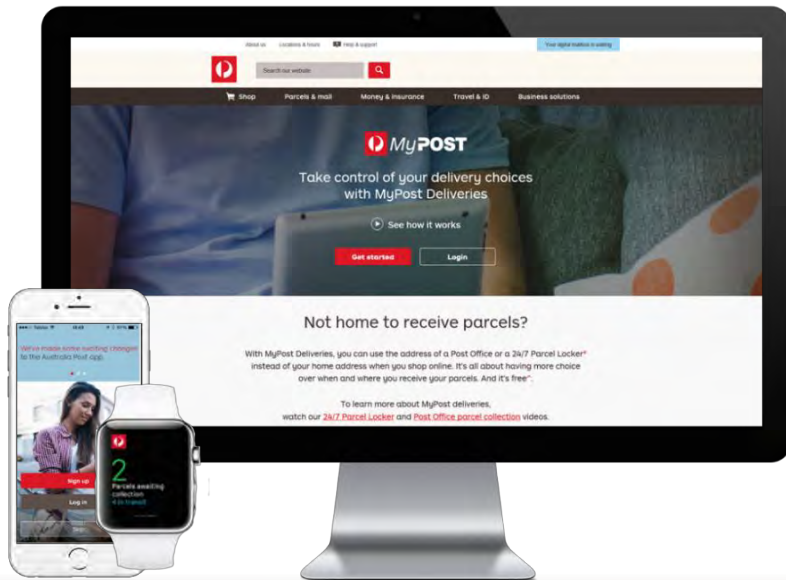 About us Locations & hours Help & support Your digital mailbox is waiting
Search our website
Shop Parcels & mail Money & insurance Travel & ID Business solutions
MyPOST
Take control of your delivery choices
with MyPost Deliveries
See how it works
Get started Login
Not home to receive parcels?
With MyPost Deliveries, you can use the address of a Post Office or a 24/7 Parcel Locker*
instead of your home address when you shop online. It's all about having more choice
over when and where you receive your parcels. And it's free^.
To learn more about MyPost deliveries,
watch our 24/7 Parcel Locker and Post Office parcel collection videos.
We've made some exciting changes
to the Australia Post app.
Sign up
Log in
Skip
2
Parcels awaiting
collection
4 in transit